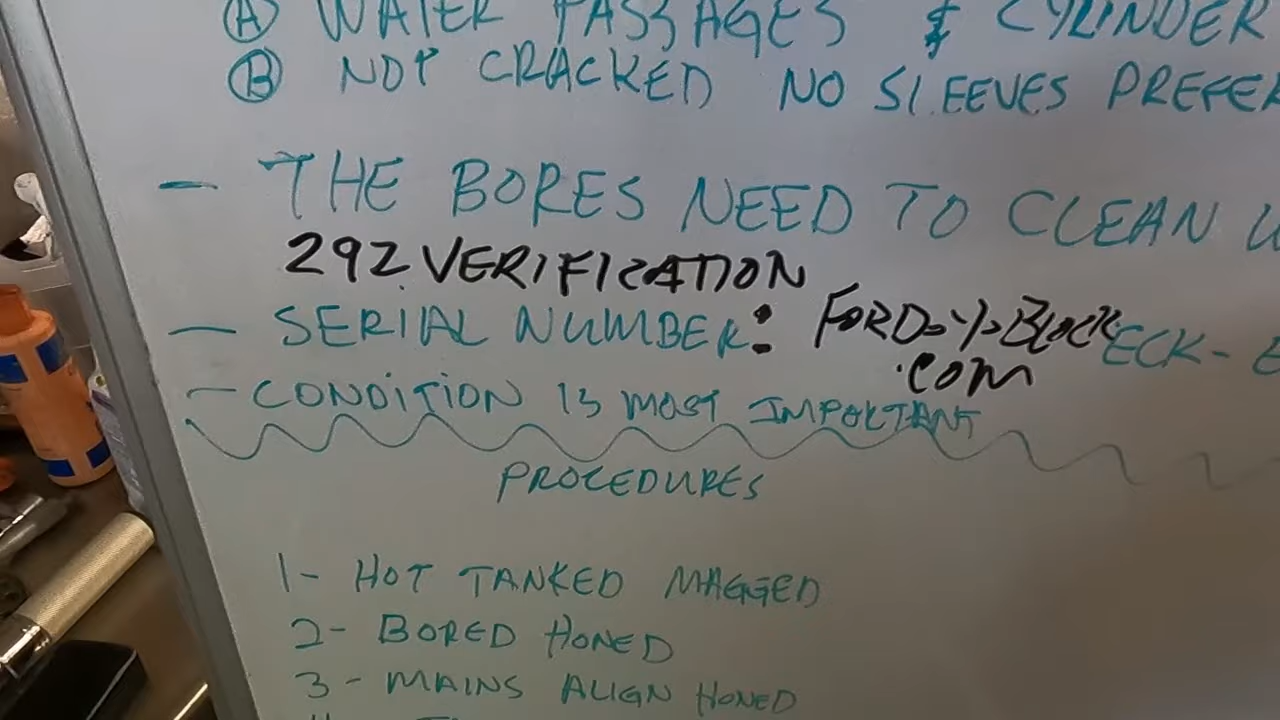 Ⓐ WATER PASSAGES & CYLINDER
Ⓑ NOT CRACKED NO SLEEVES PREFER
- THE BORES NEED TO CLEAN U
292 VERIFICATION
- SERIAL NUMBER: FORD-Y-BLOCK ECK-
.COM
- CONDITION IS MOST IMPORTANT
PROCEDURES
1- HOT TANKED MAGGED
2- BORED HONED
3- MAINS ALIGN HONED